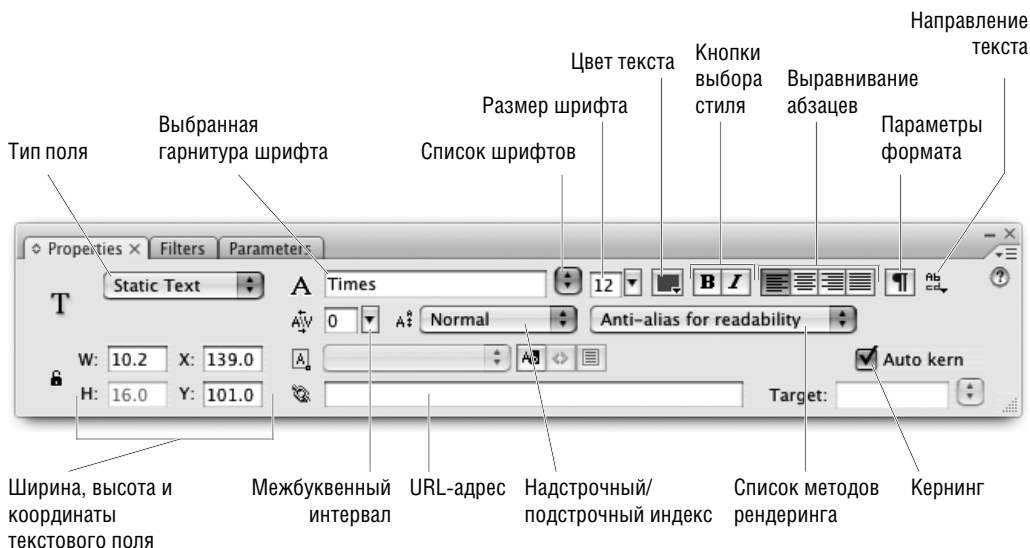 Направление
текста
Кнопки
выбора
стиля
Цвет текста
Выравнивание
абзацев
Размер шрифта
Выбранная
гарнитура шрифта
Параметры
формата
Тип поля
Список шрифтов
Properties × Filters Parameters
Static Text A Times 12 B I ¶
T
AV 0 A Normal Anti-alias for readability
W: 10.2 X: 139.0 A Auto kern
H: 16.0 Y: 101.0 Target:
Ширина, высота и
координаты
текстового поля
Межбуквенный
интервал
URL-адрес
Надстрочный/
подстрочный индекс
Список методов
рендеринга
Кернинг